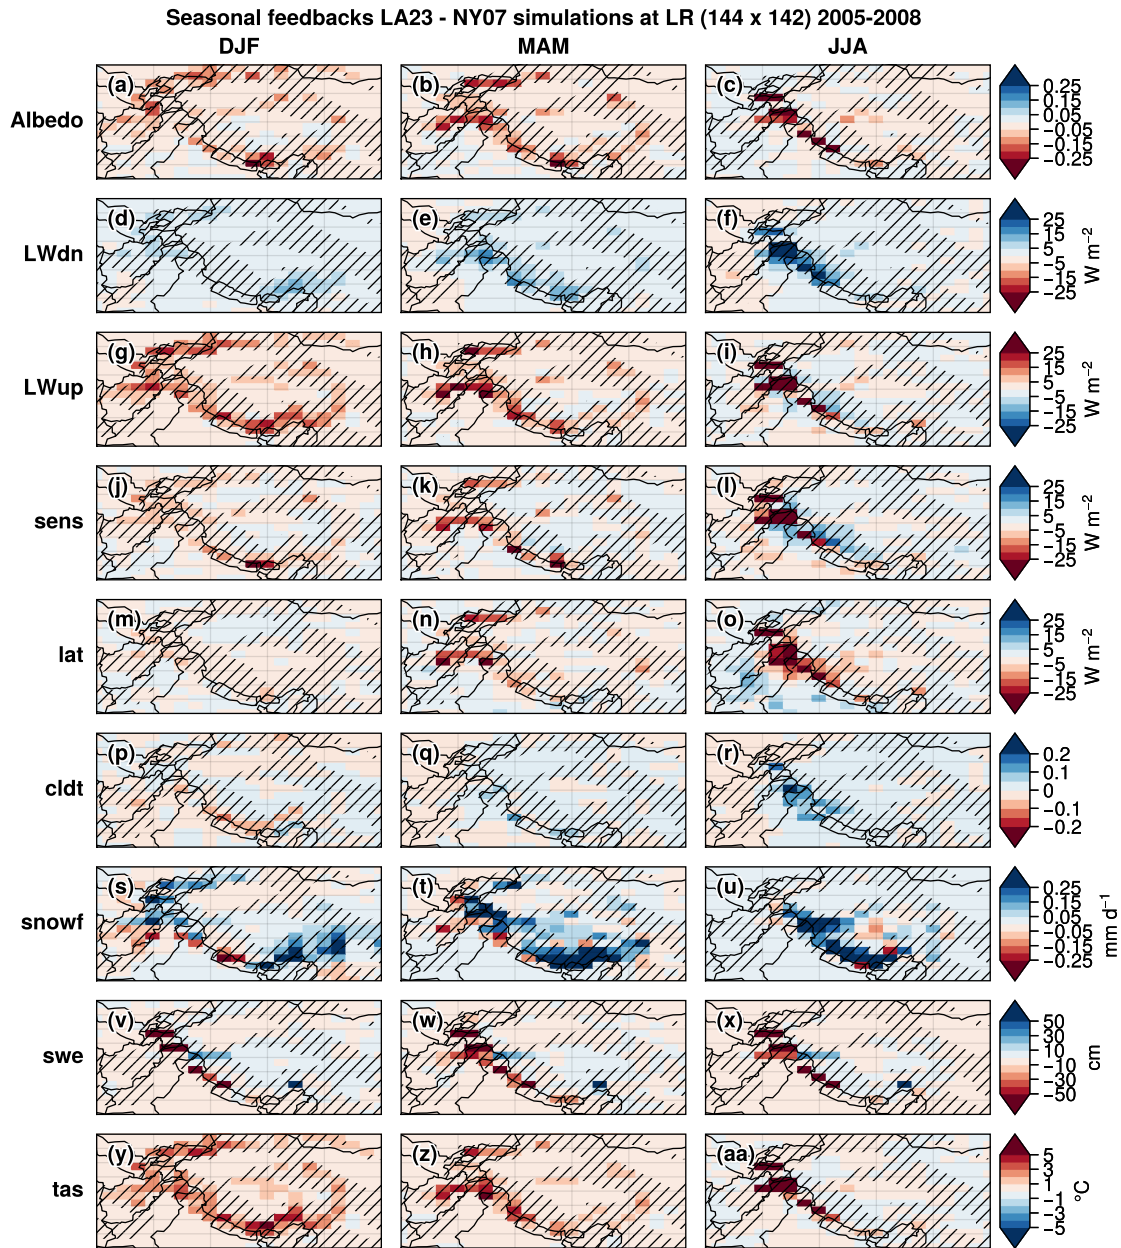 Seasonal feedbacks LA23 - NY07 simulations at LR (144 x 142) 2005-2008
DJF MAM JJA
Albedo (a) (b) (c) 0.25 0.15 0.05 −0.05 −0.15 −0.25
LWdn (d) (e) (f) 25 15 5 −5 −15 −25 W m⁻²
LWup (g) (h) (i) 25 15 5 −5 −15 −25 W m⁻²
sens (j) (k) (l) 25 15 5 −5 −15 −25 W m⁻²
lat (m) (n) (o) 25 15 5 −5 −15 −25 W m⁻²
cldt (p) (q) (r) 0.2 0.1 0 −0.1 −0.2
snowf (s) (t) (u) 0.25 0.15 0.05 −0.05 −0.15 −0.25 mm d⁻¹
swe (v) (w) (x) 50 30 10 −10 −30 −50 cm
tas (y) (z) (aa) 5 3 1 −1 −3 −5 °C